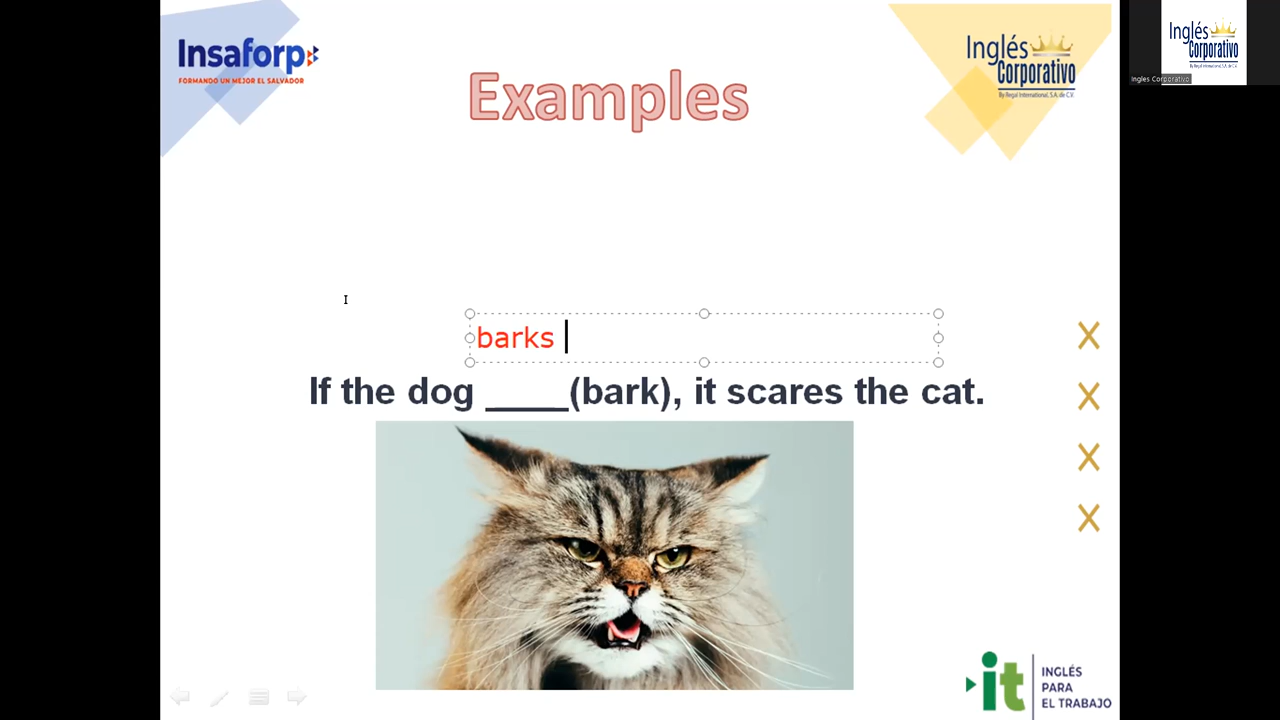 Insaforp
FORMANDO UN MEJOR EL SALVADOR
Examples
Inglés
Corporativo
By Regal International, S.A. de C.V.
Inglés
Corporativo
Ingles Corporativo
barks
If the dog ____(bark), it scares the cat.
X
X
X
X
it
INGLÉS
PARA
EL TRABAJO